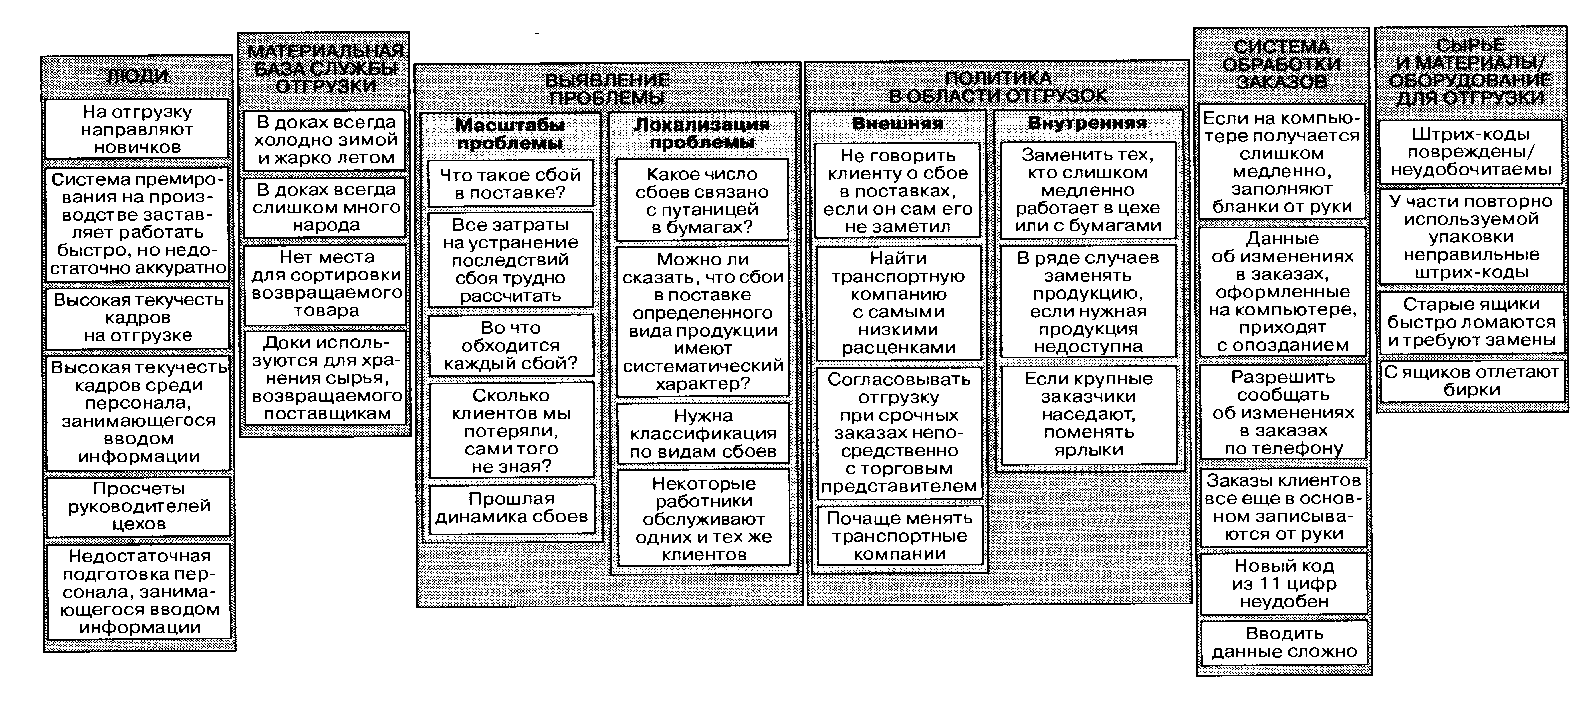 ЛЮДИ
На отгрузку
направляют
новичков
Система премиро-
вания на произ-
водстве застав-
ляет работать
быстро, но недо-
статочно аккуратно
Высокая текучесть
кадров
на отгрузке
Высокая текучесть
кадров среди
персонала,
занимающегося
вводом
информации
Просчеты
руководителей
цехов
Недостаточная
подготовка пер-
сонала, занима-
ющегося вводом
информации
МАТЕРИАЛЬНАЯ
БАЗА СЛУЖБЫ
ОТГРУЗКИ
В доках всегда
холодно зимой
и жарко летом
В доках всегда
слишком много
народа
Нет места
для сортировки
возвращаемого
товара
Доки исполь-
зуются для хра-
нения сырья,
возвращаемого
поставщикам
ВЫЯВЛЕНИЕ
ПРОБЛЕМЫ
Масштабы
проблемы
Что такое сбой
в поставке?
Все затраты
на устранение
последствий
сбоя трудно
рассчитать
Во что
обходится
каждый сбой?
Сколько
клиентов мы
потеряли,
сами того
не зная?
Прошлая
динамика сбоев
Локализация
проблемы
Какое число
сбоев связано
с путаницей
в бумагах?
Можно ли
сказать, что сбои
в поставке
определенного
вида продукции
имеют
систематический
характер?
Нужна
классификация
по видам сбоев
Некоторые
работники
обслуживают
одних и тех же
клиентов
ПОЛИТИКА
В ОБЛАСТИ ОТГРУЗОК
Внешняя
Не говорить
клиенту о сбое
в поставках,
если он сам его
не заметил
Найти
транспортную
компанию
с самыми
низкими
расценками
Согласовывать
отгрузку
при срочных
заказах непо-
средственно
с торговым
представителем
Почаще менять
транспортные
компании
Внутренняя
Заменить тех,
кто слишком
медленно
работает в цехе
или с бумагами
В ряде случаев
заменять
продукцию,
если нужная
продукция
недоступна
Если крупные
заказчики
наседают,
поменять
ярлыки
СИСТЕМА
ОБРАБОТКИ
ЗАКАЗОВ
Если на компью-
тере получается
слишком
медленно,
заполняют
бланки от руки
Данные
об изменениях
в заказах,
оформленные
на компьютере,
приходят
с опозданием
Разрешить
сообщать
об изменениях
в заказах
по телефону
Заказы клиентов
все еще в основ-
ном записыва-
ются от руки
Новый код
из 11 цифр
неудобен
Вводить
данные сложно
СЫРЬЕ
И МАТЕРИАЛЫ/
ОБОРУДОВАНИЕ
ДЛЯ ОТГРУЗКИ
Штрих-коды
повреждены/
неудобочитаемы
У части повторно
используемой
упаковки
неправильные
штрих-коды
Старые ящики
быстро ломаются
и требуют замены
С ящиков отлетают
бирки